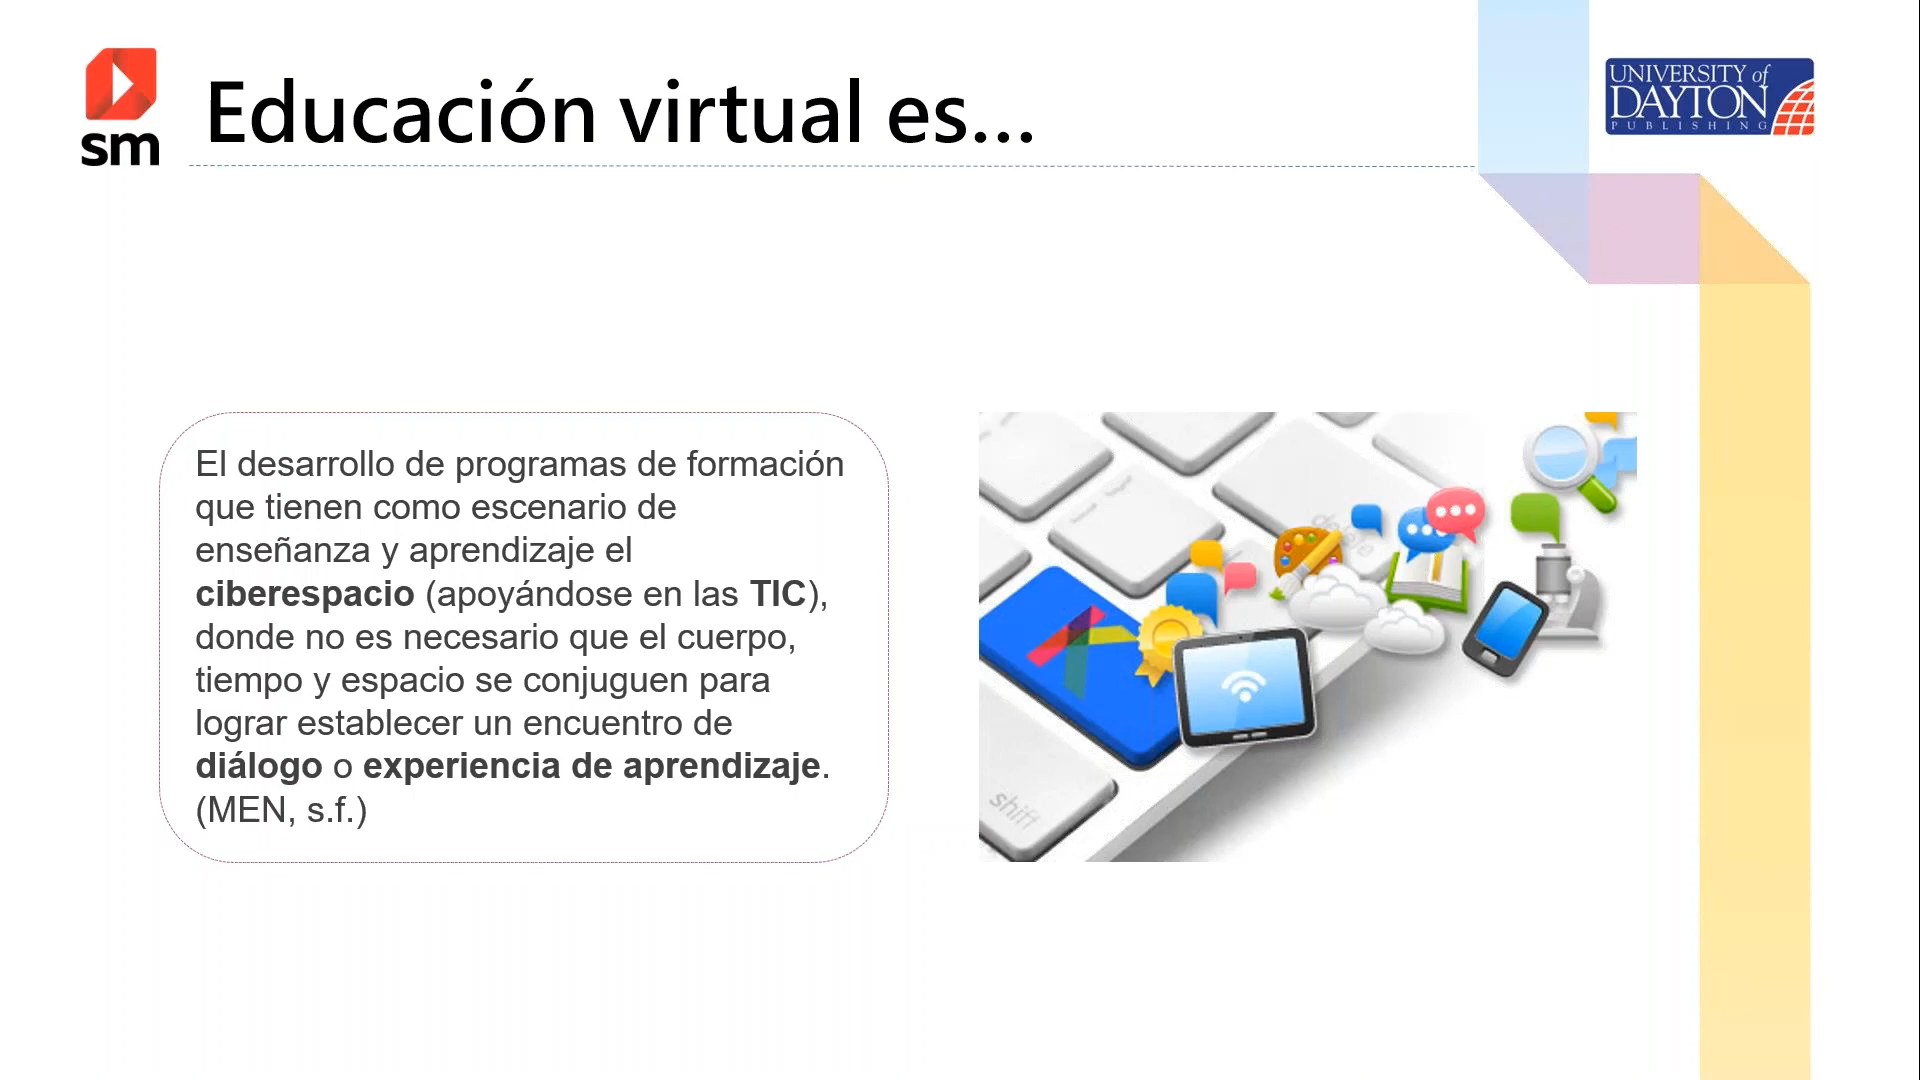 sm
Educación virtual es...
UNIVERSITY of
DAYTON
PUBLISHING
El desarrollo de programas de formación
que tienen como escenario de
enseñanza y aprendizaje el
ciberespacio (apoyándose en las TIC),
donde no es necesario que el cuerpo,
tiempo y espacio se conjuguen para
lograr establecer un encuentro de
diálogo o experiencia de aprendizaje.
(MEN, s.f.)
delete
shift